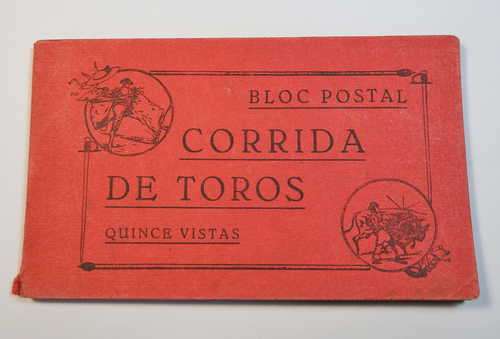 BLOC POSTAL
CORRIDA
DE TOROS
QUINCE VISTAS